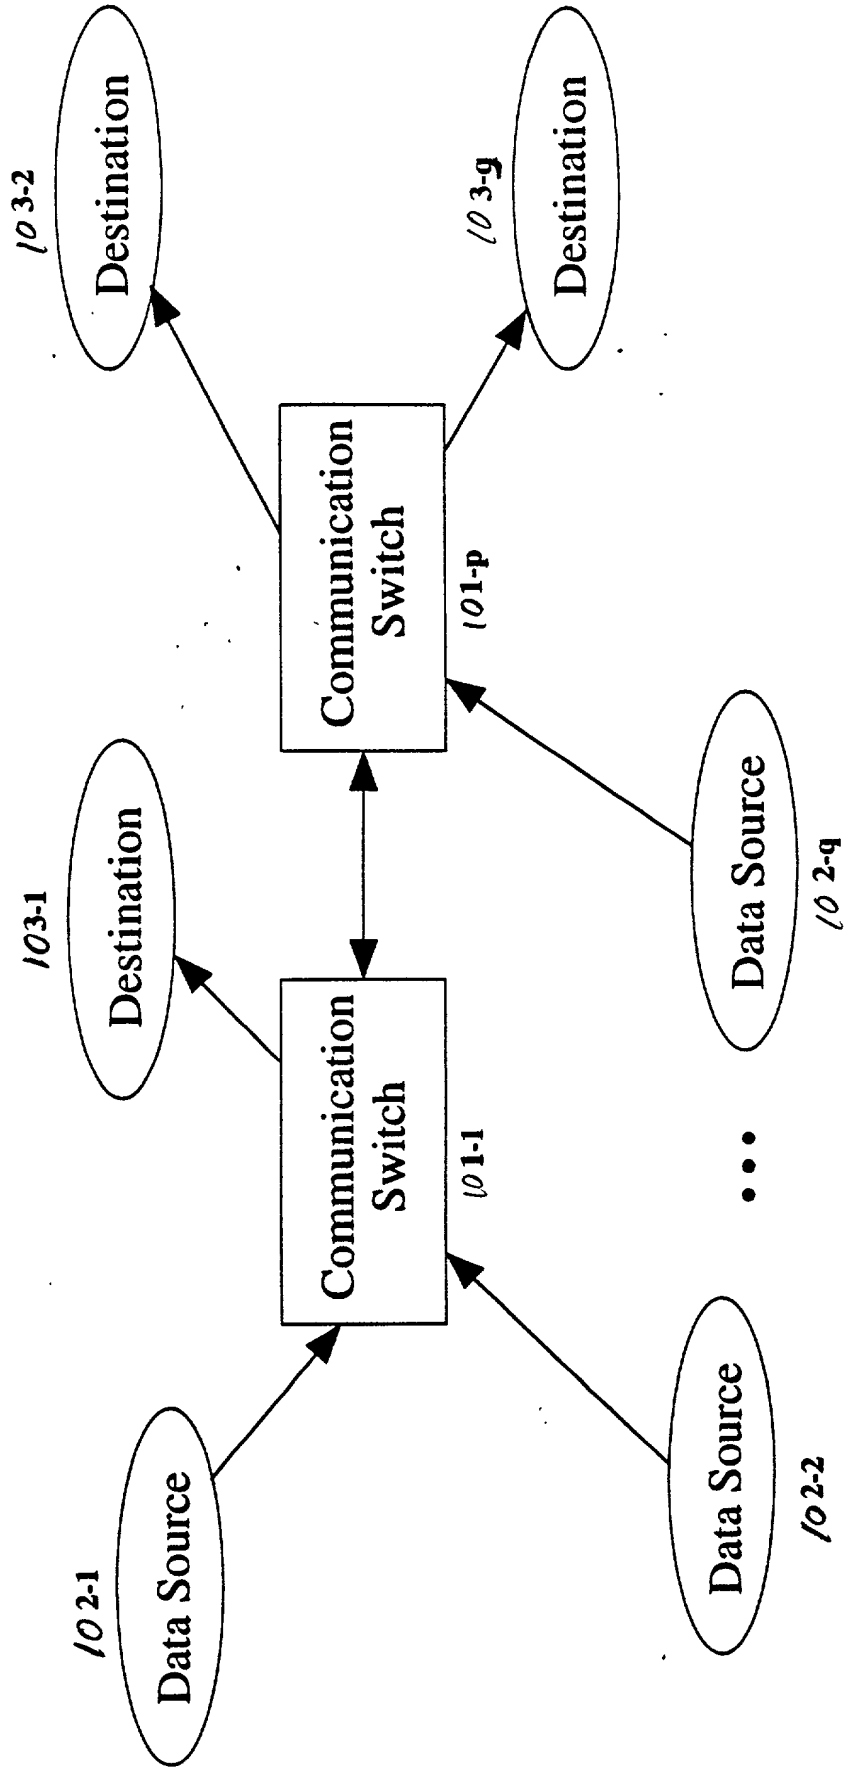 102-1
Data Source
103-1
Destination
103-2
Destination
Communication
Switch
101-1
Communication
Switch
101-p
103-g
Destination
Data Source
102-2
•••
Data Source
102-q